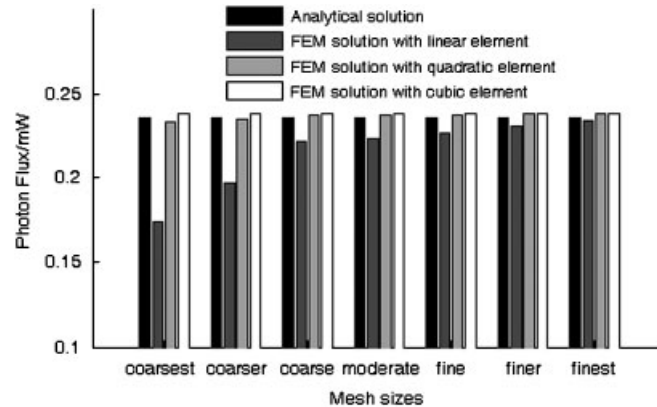 Analytical solution
FEM solution with linear element
FEM solution with quadratic element
FEM solution with cubic element
0.25
0.2
0.15
0.1
Photon Flux/mW
coarsest coarser coarse moderate fine finer finest
Mesh sizes